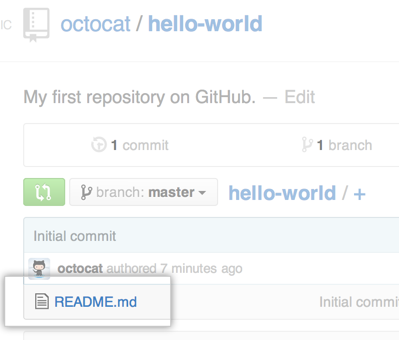 IC octocat / hello-world
My first repository on GitHub. — Edit
1 commit 1 branch
branch: master hello-world / +
Initial commit
octocat authored 7 minutes ago
README.md Initial commi